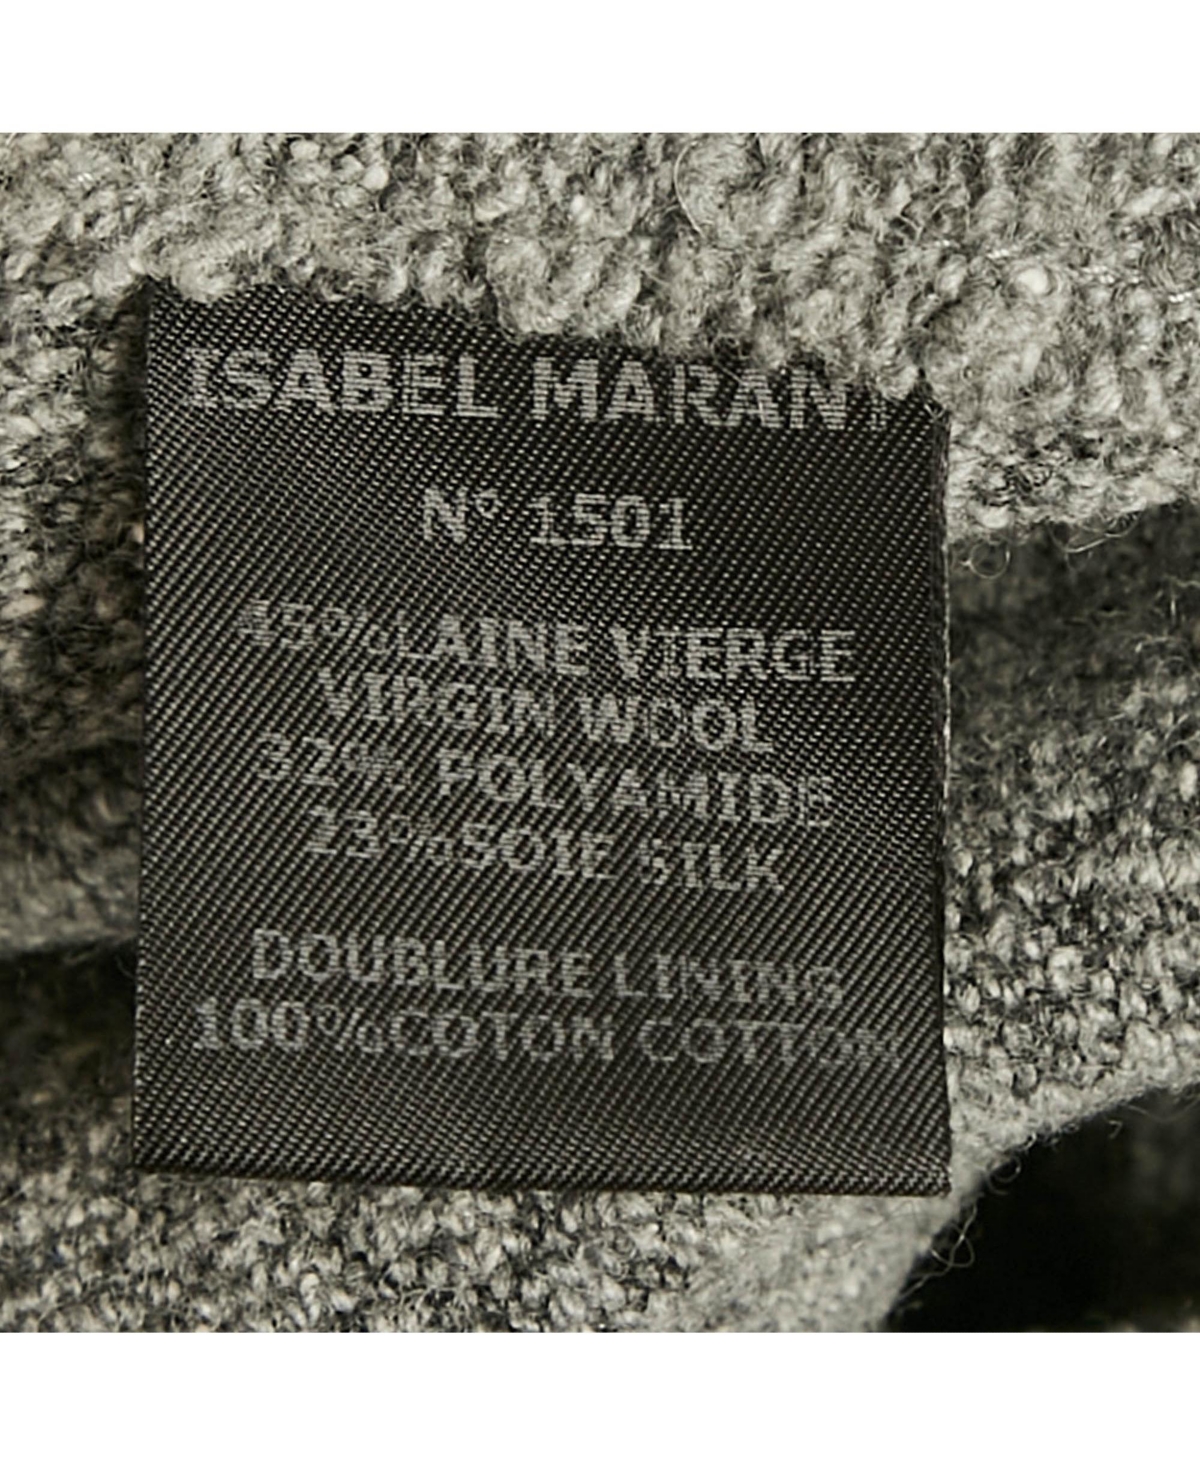 ISABEL MARANT
N° 1501
45%LAINE VIERGE
VIRGIN WOOL
32% POLYAMIDE
23%SOIE SILK
DOUBLURE LINING
100%COTON COTTON